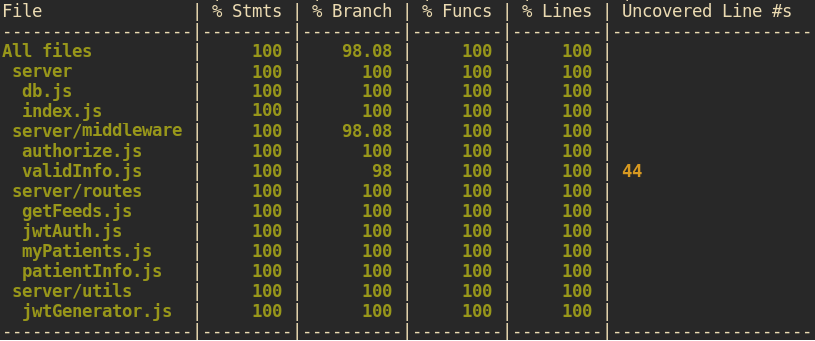 File               | % Stmts | % Branch | % Funcs | % Lines | Uncovered Line #s
-------------------|---------|----------|---------|---------|-------------------
All files          |     100 |    98.08 |     100 |     100 |
 server            |     100 |      100 |     100 |     100 |
  db.js            |     100 |      100 |     100 |     100 |
  index.js         |     100 |      100 |     100 |     100 |
 server/middleware |     100 |    98.08 |     100 |     100 |
  authorize.js     |     100 |      100 |     100 |     100 |
  validInfo.js     |     100 |       98 |     100 |     100 | 44
 server/routes     |     100 |      100 |     100 |     100 |
  getFeeds.js      |     100 |      100 |     100 |     100 |
  jwtAuth.js       |     100 |      100 |     100 |     100 |
  myPatients.js    |     100 |      100 |     100 |     100 |
  patientInfo.js   |     100 |      100 |     100 |     100 |
 server/utils      |     100 |      100 |     100 |     100 |
  jwtGenerator.js  |     100 |      100 |     100 |     100 |
-------------------|---------|----------|---------|---------|-------------------